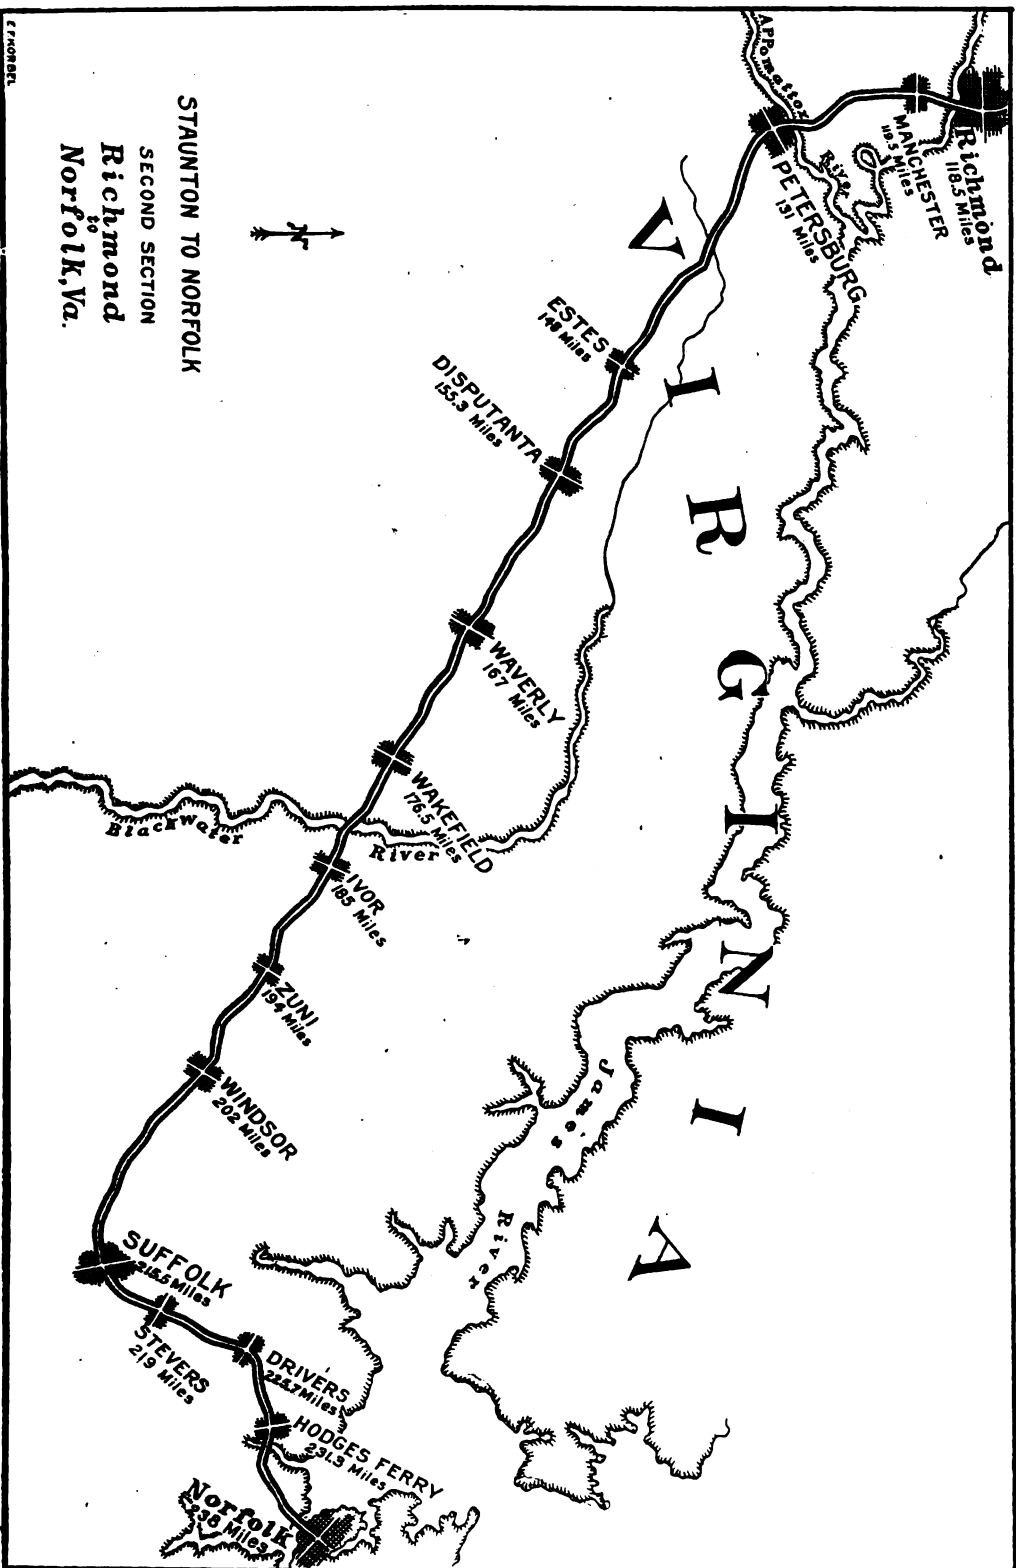 Richmond
118.5 Miles
MANCHESTER
119.5 Miles
Appomattox
River
PETERSBURG
131 Miles
VIRGINIA
ESTES
148 Miles
DISPUTANTA
155.3 Miles
WAVERLY
167 Miles
WAKEFIELD
176.5 Miles
Blackwater
River
IVOR
185 Miles
ZUNI
194 Miles
WINDSOR
202 Miles
James
River
SUFFOLK
215.5 Miles
STEVERS
219 Miles
DRIVERS
225.7 Miles
HODGES FERRY
231.3 Miles
Norfolk
238 Miles
N
STAUNTON TO NORFOLK
SECOND SECTION
Richmond
to
Norfolk, Va.
E F KORBEL